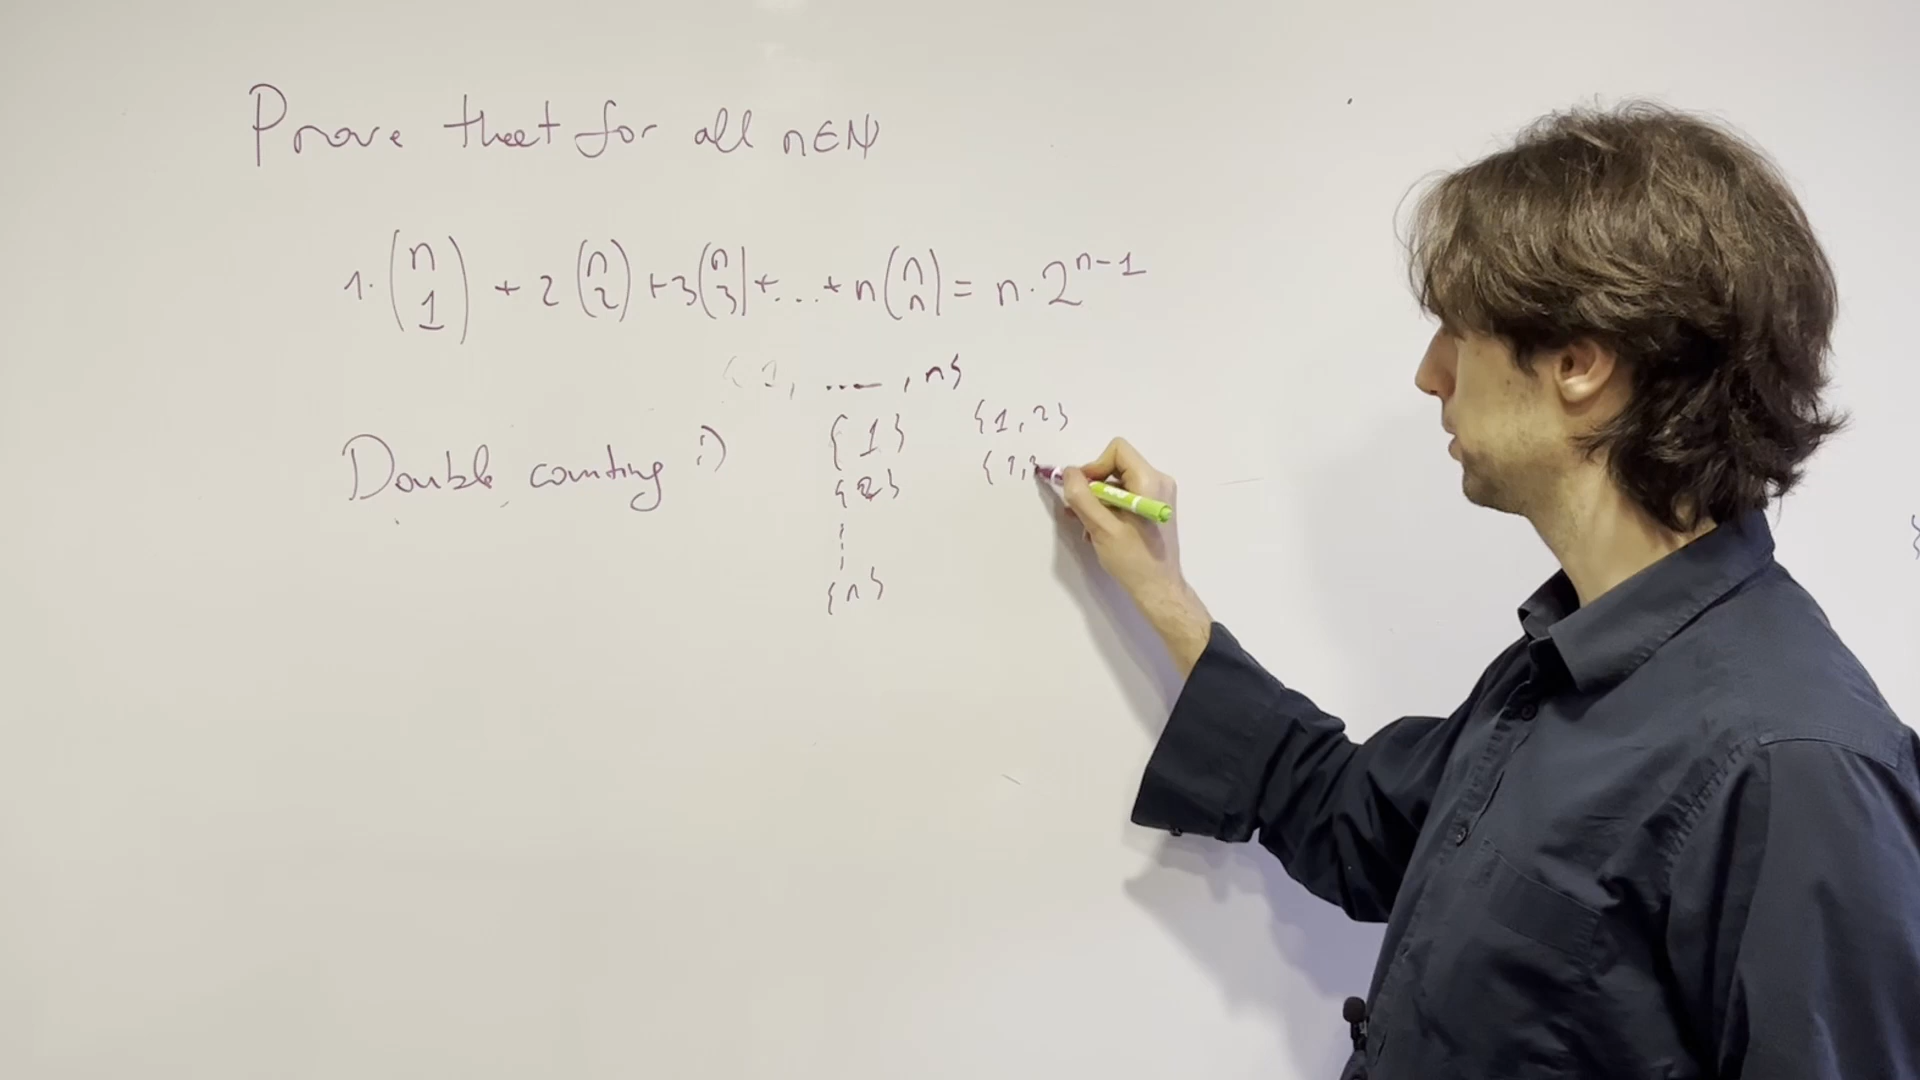 Prove that for all n∈ℕ
1·(n 1) + 2(n 2) + 3(n 3) + ... + n(n n) = n·2^{n-1}
{1, ...., n}
Double counting :)
{1} {1,2}
{2} {1,
⋮
{n}